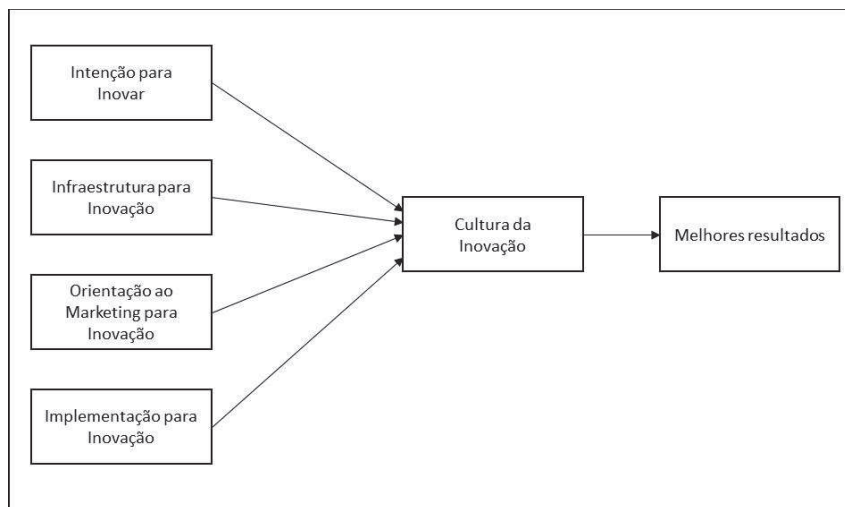 Intenção para
Inovar
Infraestrutura para
Inovação
Orientação ao
Marketing para
Inovação
Implementação para
Inovação
Cultura da
Inovação
Melhores resultados